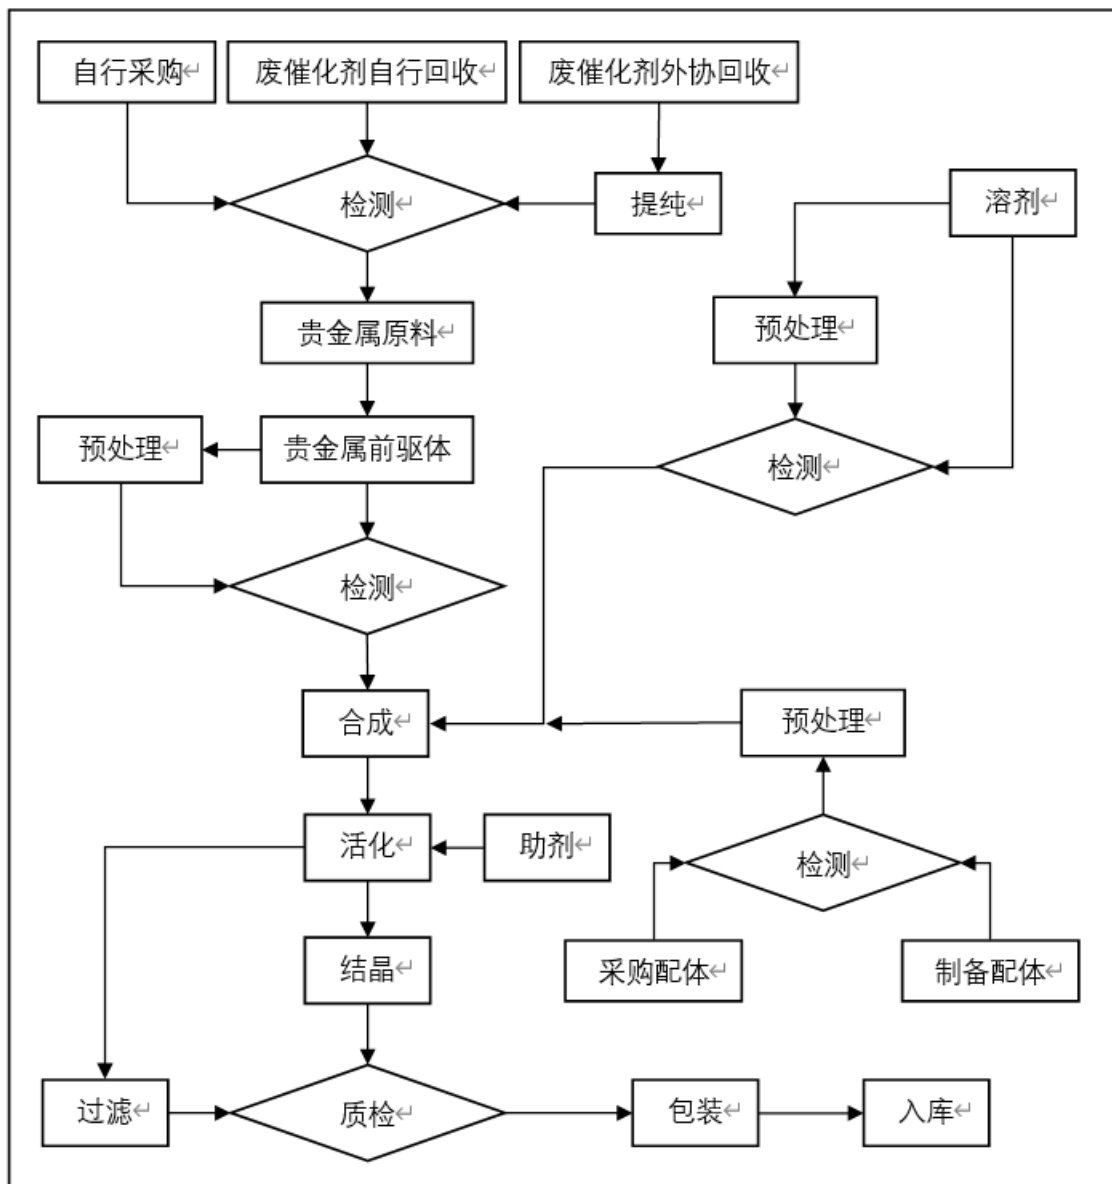 自行采购
废催化剂自行回收
废催化剂外协回收
检测
提纯
溶剂
贵金属原料
预处理
预处理
贵金属前驱体
检测
检测
合成
预处理
活化
助剂
检测
结晶
采购配体
制备配体
过滤
质检
包装
入库